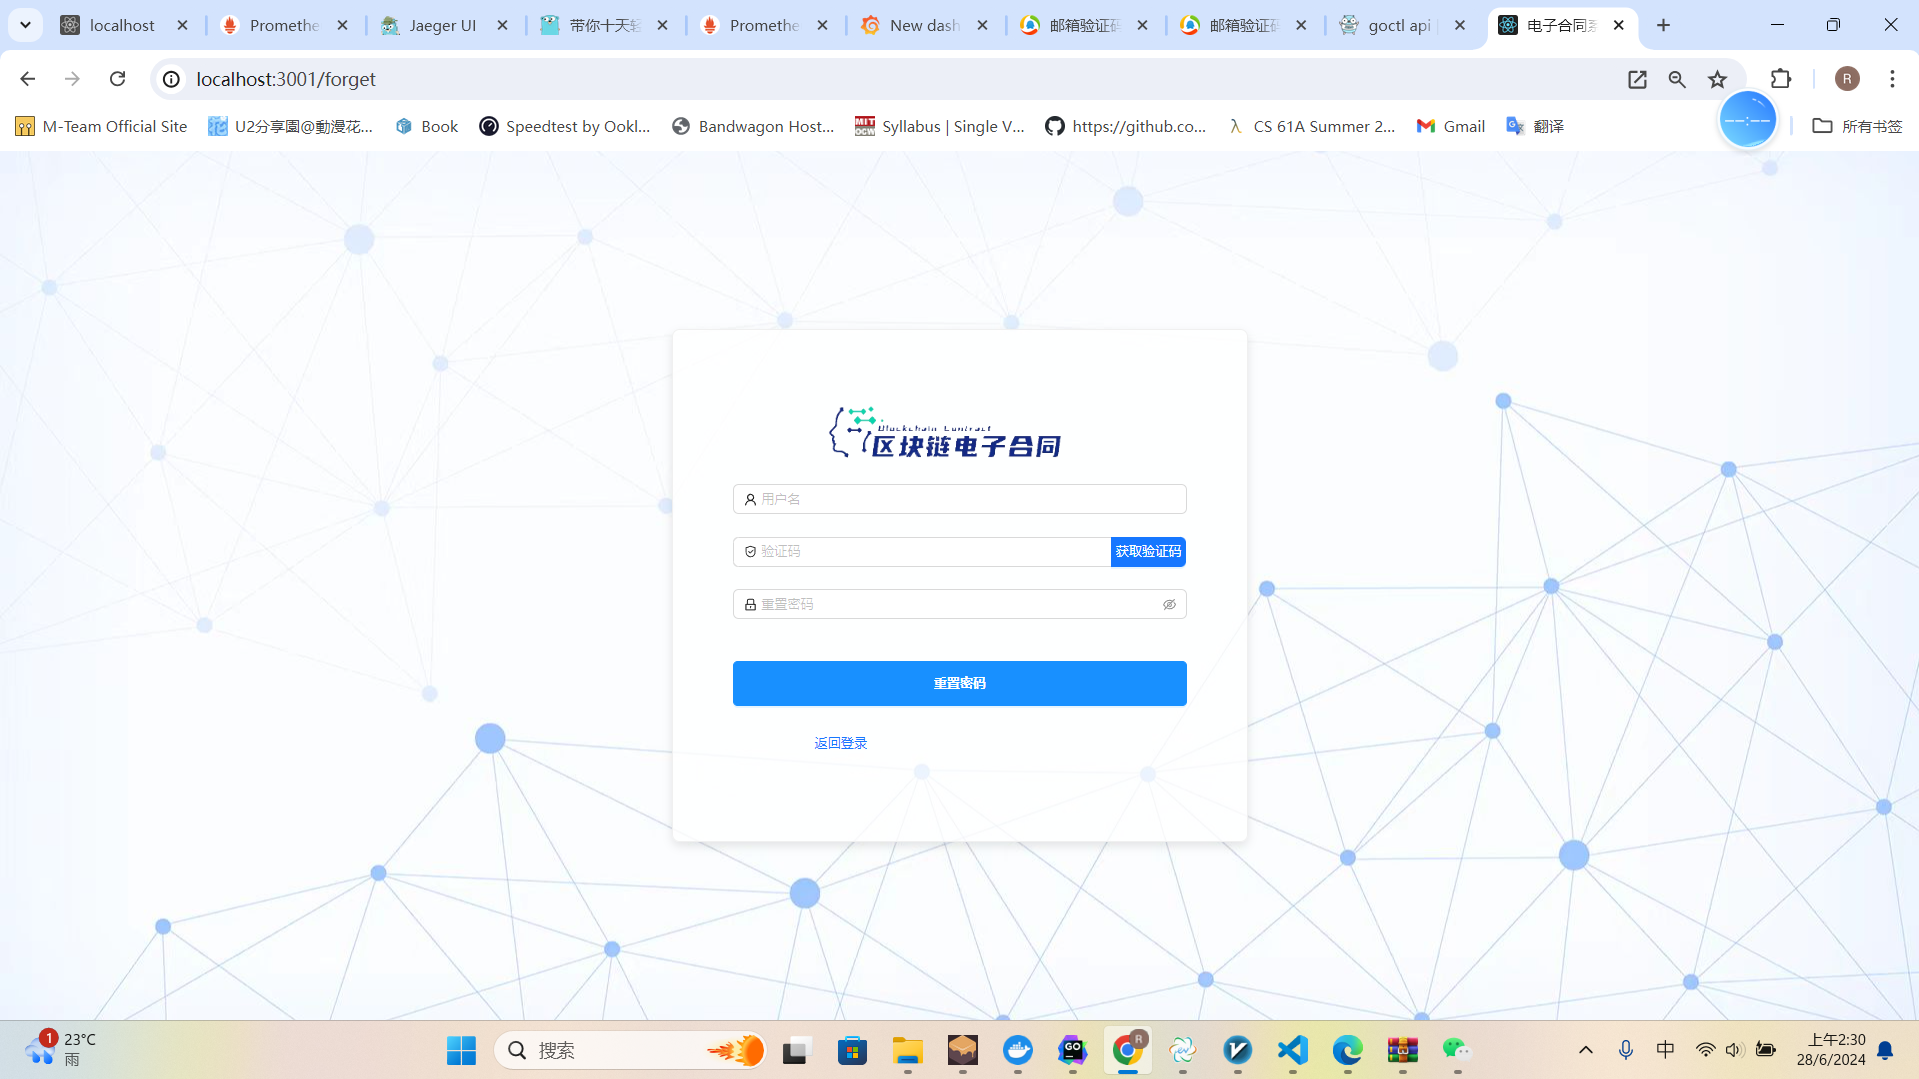 localhost
Promethe
Jaeger UI
带你十天轻
Promethe
New dash
邮箱验证码
邮箱验证码
goctl api
电子合同系
localhost:3001/forget
R
M-Team Official Site
U2分享園@動漫花...
Book
Speedtest by Ookl...
Bandwagon Host...
Syllabus | Single V...
https://github.co...
CS 61A Summer 2...
Gmail
翻译
--:--
所有书签
Blockchain Contract
区块链电子合同
用户名
验证码
获取验证码
重置密码
重置密码
返回登录
1
23°C
雨
搜索
R
中
上午2:30
28/6/2024